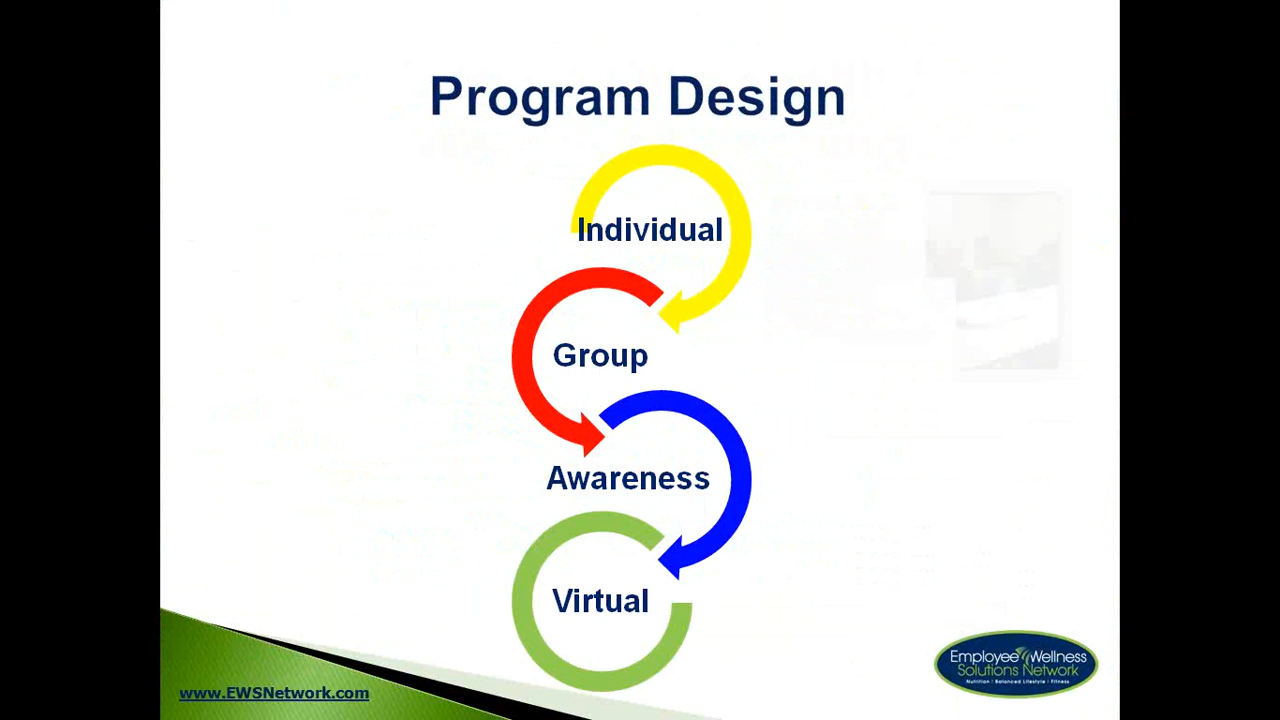 Program Design
Individual
Group
Awareness
Virtual
www.EWSNetwork.com
Employee Wellness
Solutions Network
Nutrition | Balanced Lifestyle | Fitness